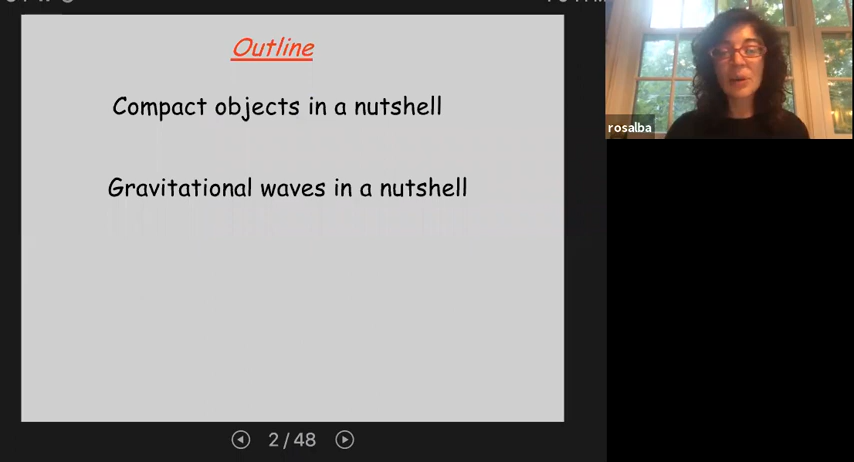 Outline
Compact objects in a nutshell
Gravitational waves in a nutshell
2 / 48
rosalba